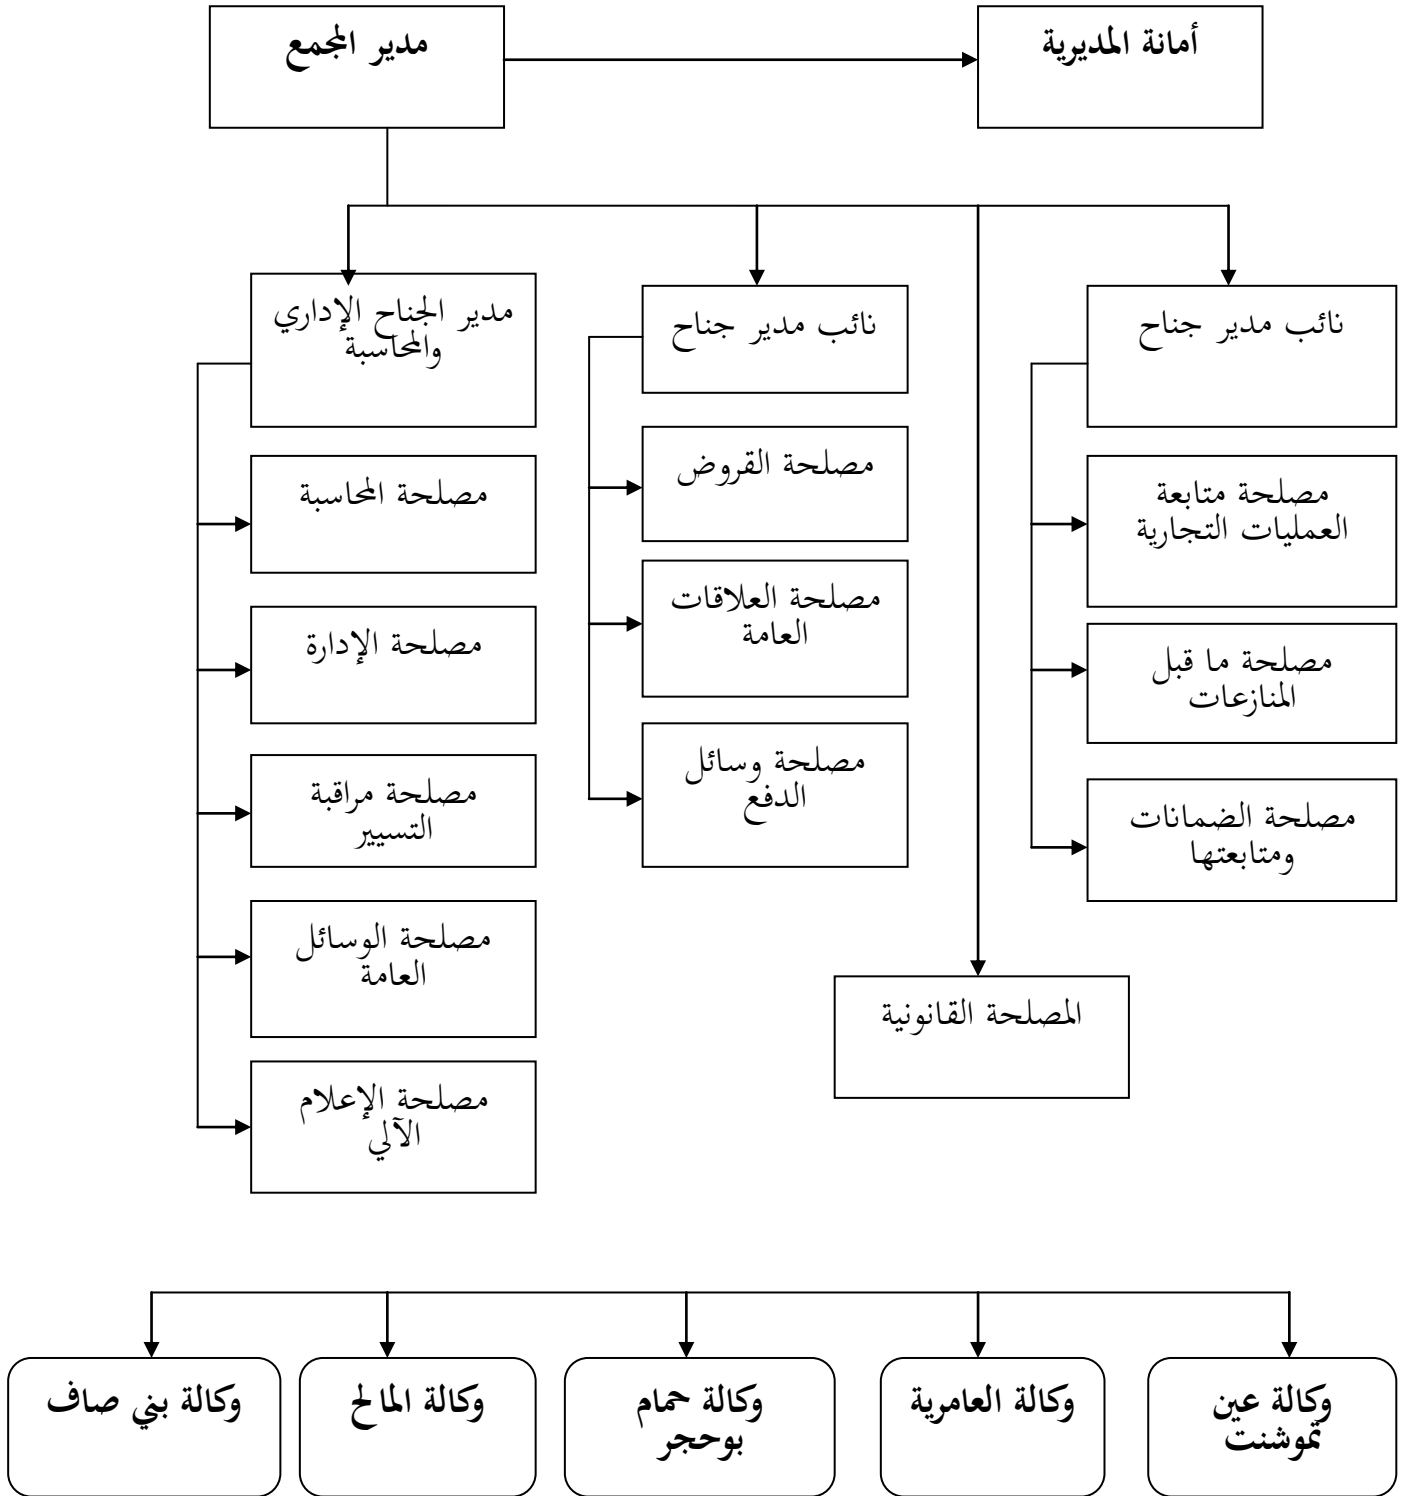 أمانة المديرية
مدير المجمع
نائب مدير جناح
نائب مدير جناح
مدير الجناح الإداري
والمحاسبة
مصلحة متابعة
العمليات التجارية
مصلحة ما قبل
المنازعات
مصلحة الضمانات
ومتابعتها
مصلحة القروض
مصلحة العلاقات
العامة
مصلحة وسائل
الدفع
المصلحة القانونية
مصلحة المحاسبة
مصلحة الإدارة
مصلحة مراقبة
التسيير
مصلحة الوسائل
العامة
مصلحة الإعلام
الآلي
وكالة عين
تموشنت
وكالة العامرية
وكالة حمام
بوحجر
وكالة المالح
وكالة بني صاف